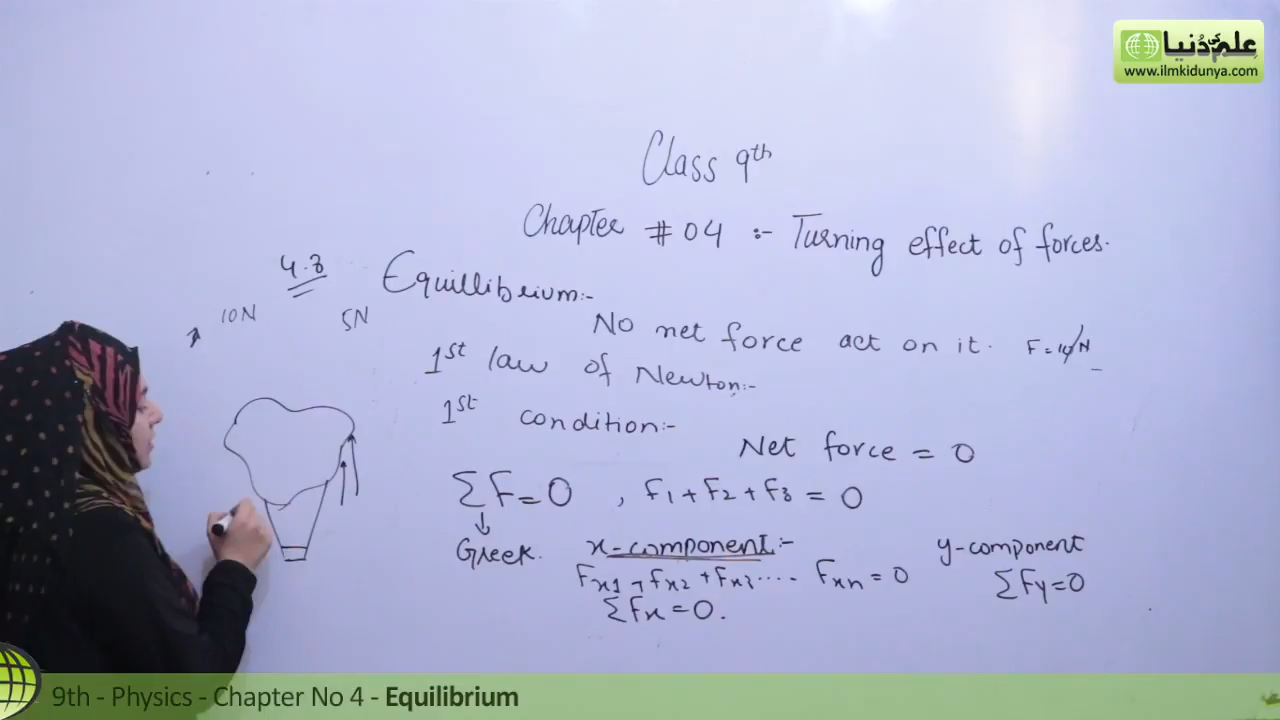 علم کی دنیا
www.ilmkidunya.com
Class 9th
Chapter # 04 :- Turning effect of forces.
4.3 Equillibrium:-
10N 5N
No net force act on it. F = 10N
1st law of Newton:-
1st condition:-
Net force = 0
ΣF = 0 , F1 + F2 + F3 = 0
Greek. x-component:- y-component
Fx1 + Fx2 + Fx3 .... Fxn = 0 ΣFy = 0
ΣFx = 0.
9th - Physics - Chapter No 4 - Equilibrium